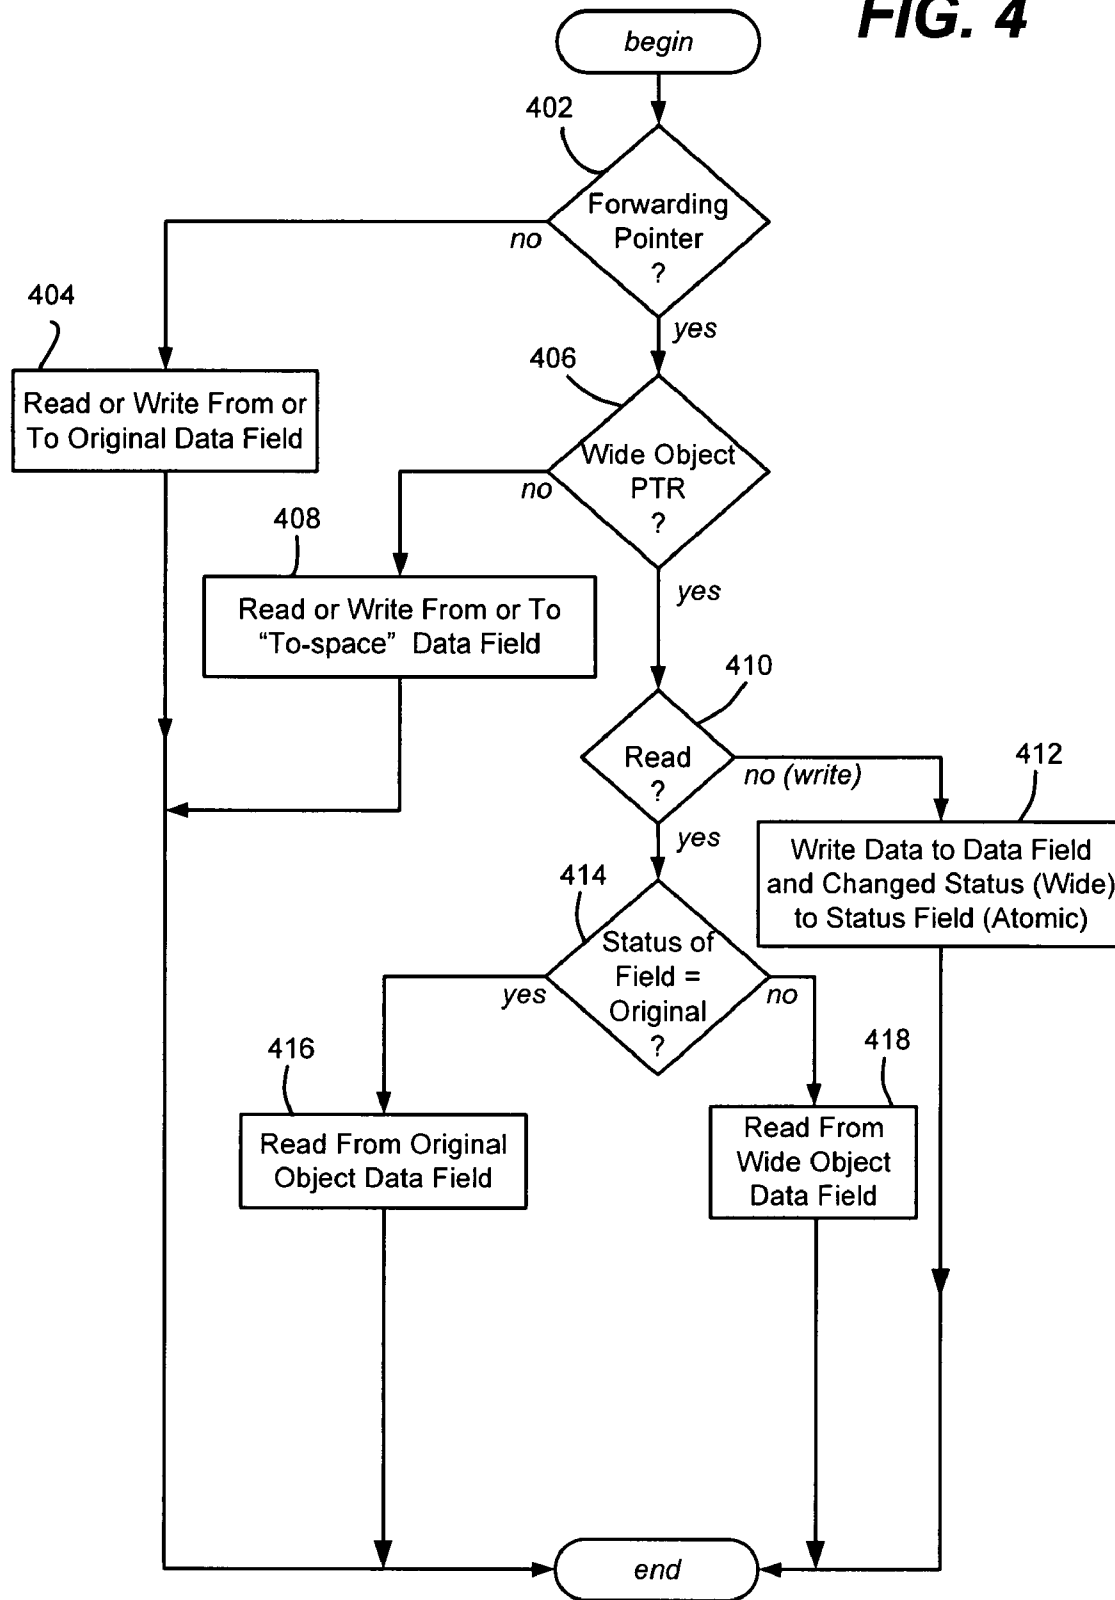 FIG. 4
begin
402
Forwarding
Pointer
?
no
yes
404
Read or Write From or
To Original Data Field
406
Wide Object
PTR
?
no
yes
408
Read or Write From or To
“To-space” Data Field
410
Read
?
no (write)
yes
412
Write Data to Data Field
and Changed Status (Wide)
to Status Field (Atomic)
414
Status of
Field =
Original
?
yes
no
416
Read From Original
Object Data Field
418
Read From
Wide Object
Data Field
end